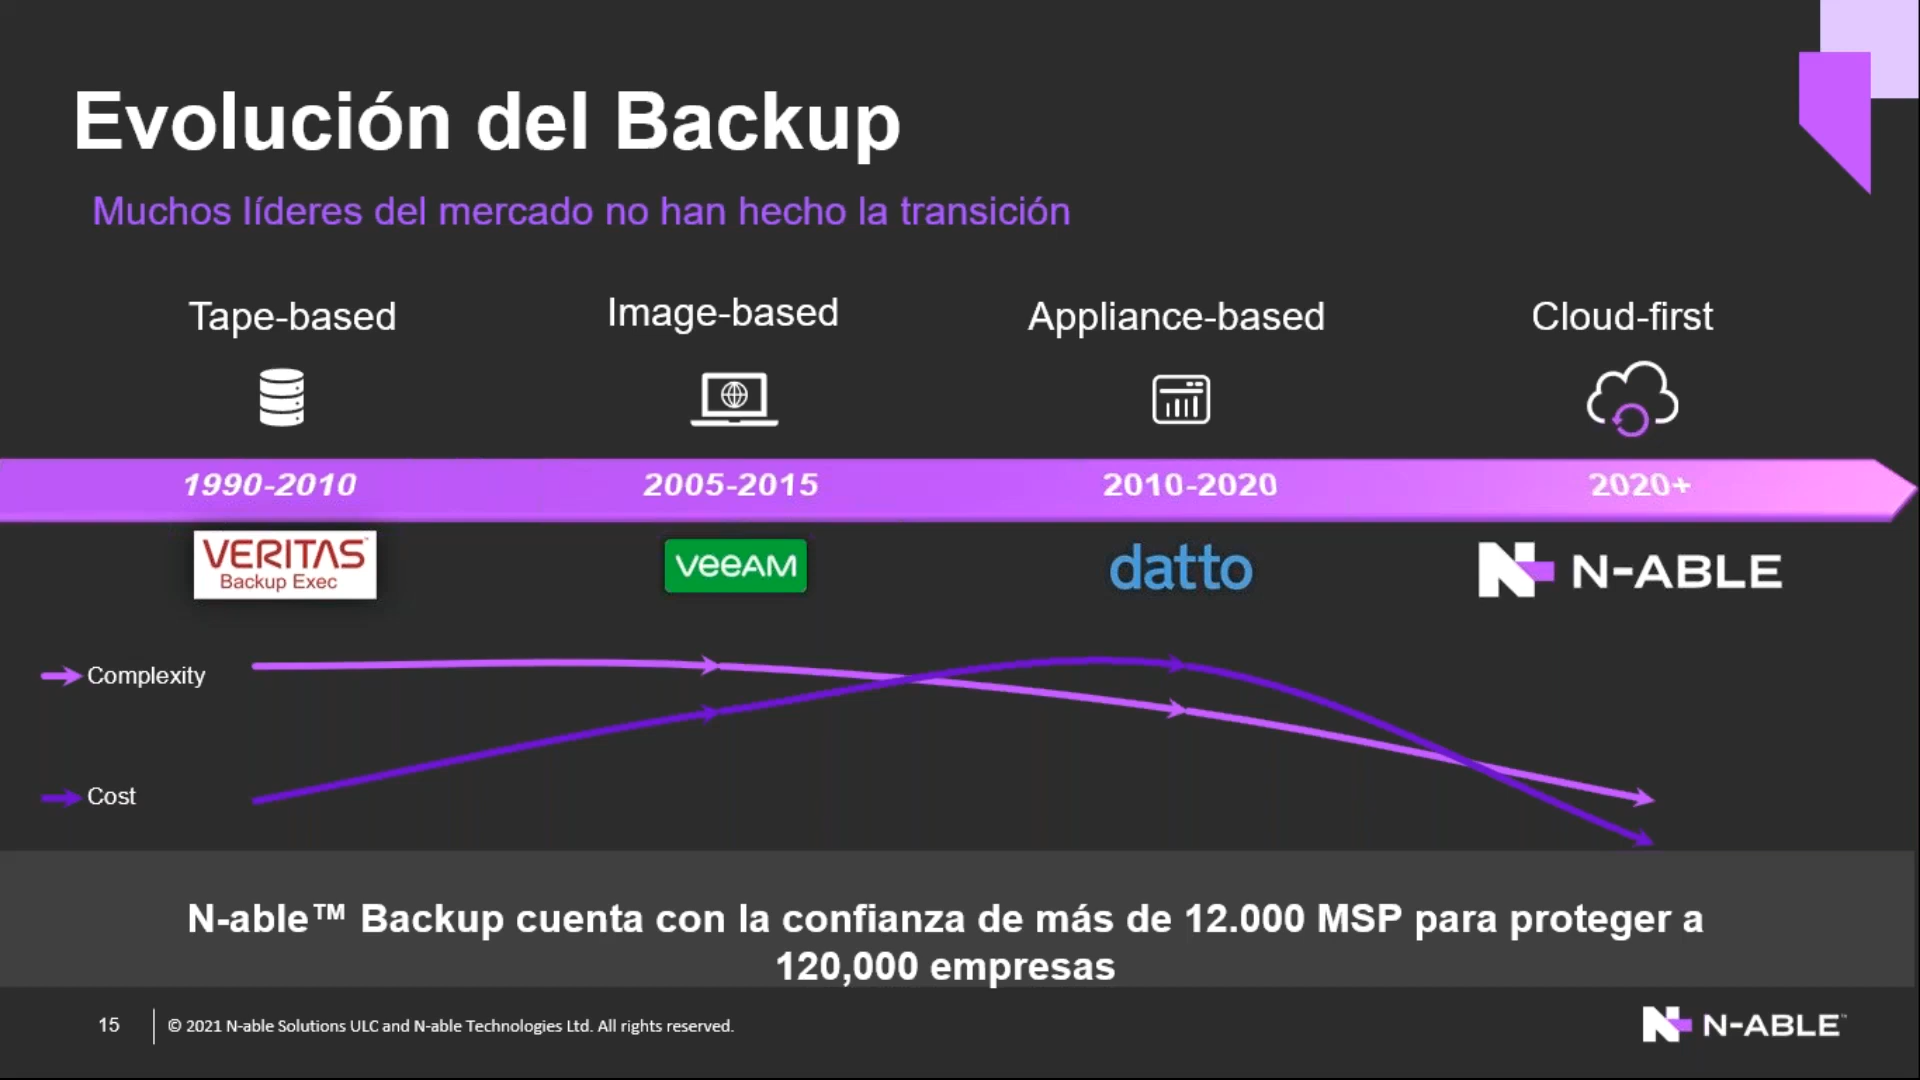 Evolución del Backup
Muchos líderes del mercado no han hecho la transición
Tape-based
Image-based
Appliance-based
Cloud-first
1990-2010
2005-2015
2010-2020
2020+
VERITAS™
Backup Exec
veeAM
datto
N-ABLE
Complexity
Cost
N-able™ Backup cuenta con la confianza de más de 12.000 MSP para proteger a
120,000 empresas
15
© 2021 N-able Solutions ULC and N-able Technologies Ltd. All rights reserved.
N-ABLE™